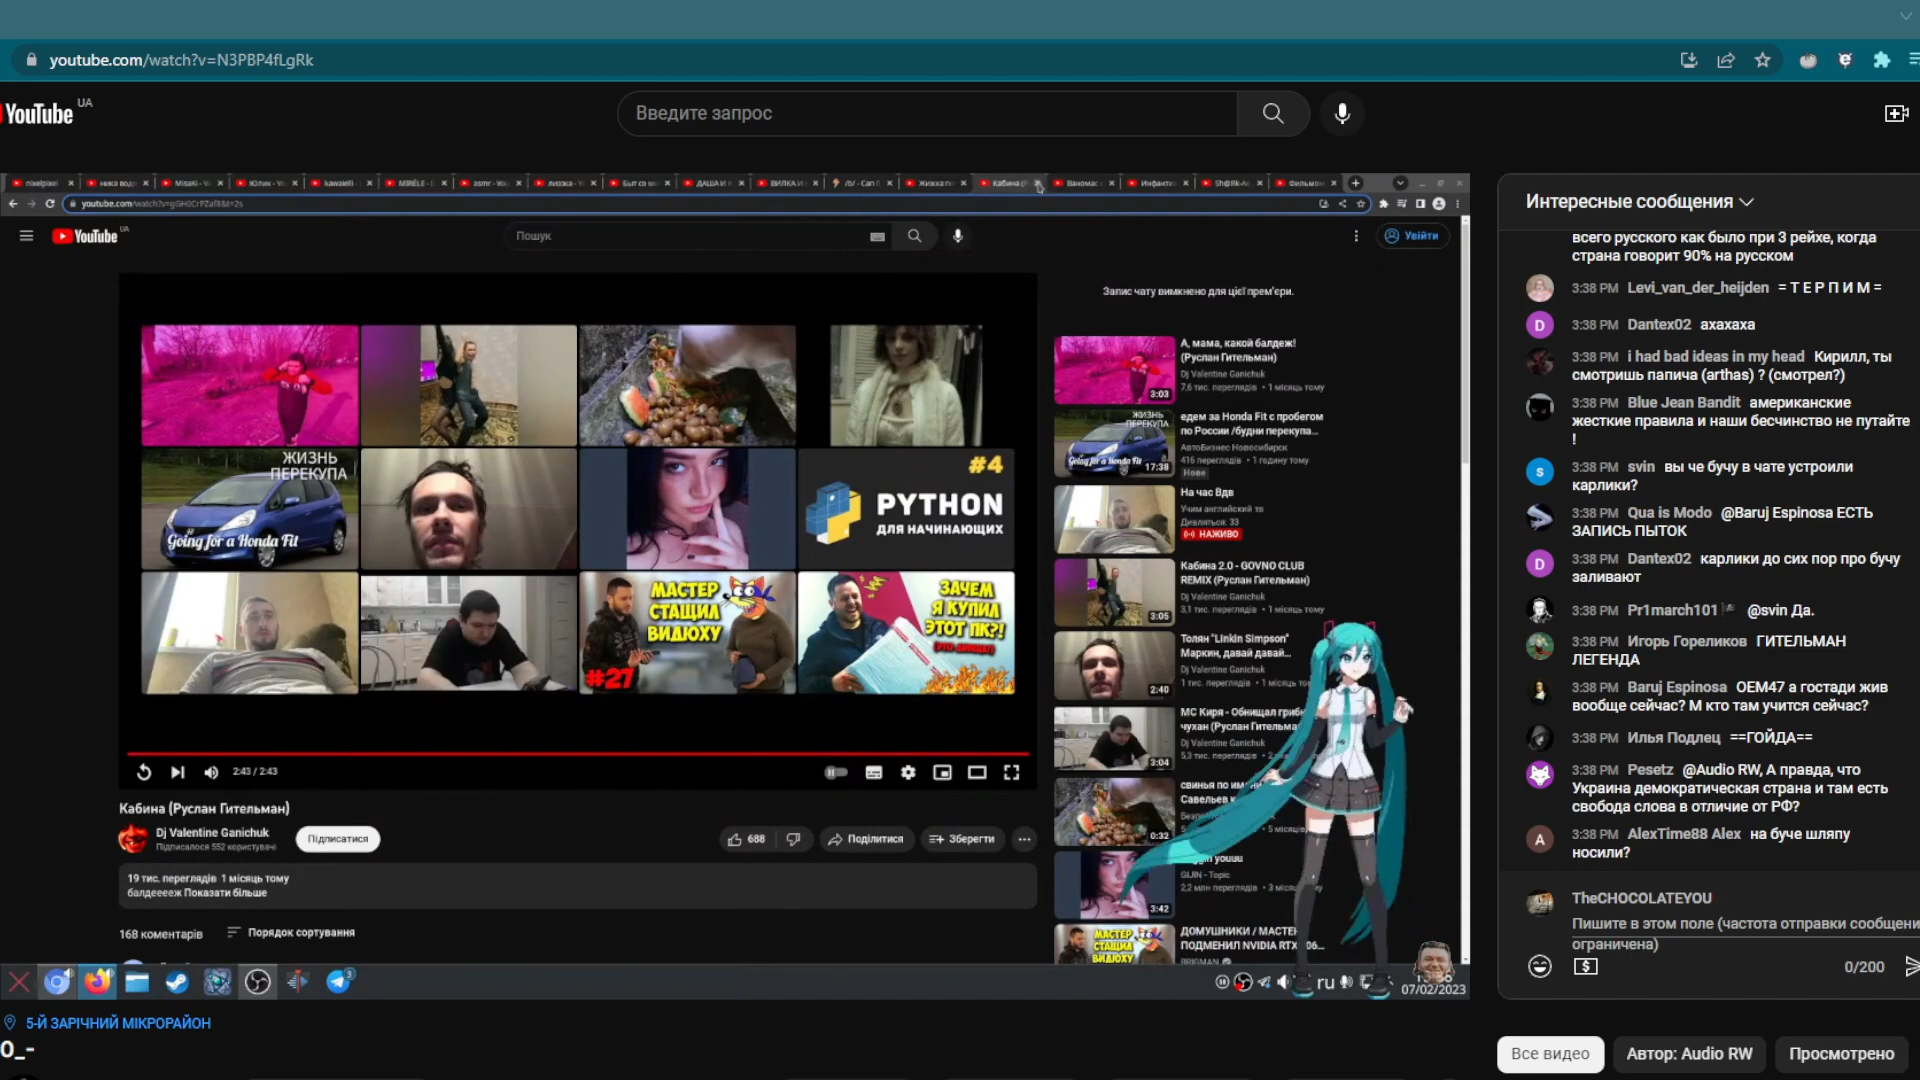 youtube.com/watch?v=N3PBP4fLgRk
YouTube UA
Введите запрос
youtube.com/watch?v=gGH0CrPZaf8&t=2s
YouTube UA
Пошук
Увійти
Запис чату вимкнено для цієї прем'єри.
ЖИЗНЬ
ПЕРЕКУПА
Going for a Honda Fit
#4
PYTHON
ДЛЯ НАЧИНАЮЩИХ
МАСТЕР
СТАЩИЛ
ВИДЮХУ
#27
ЗАЧЕМ
Я КУПИЛ
ЭТОТ ПК?!
2:43 / 2:43
Кабина (Руслан Гительман)
Dj Valentine Ganichuk
Підписалося 552 користувачі
Підписатися
688
Поділитися
Зберегти
19 тис. переглядів 1 місяць тому
балдееееж Показати більше
168 коментарів
Порядок сортування
А, мама, какой балдеж!
(Руслан Гительман)
Dj Valentine Ganichuk
7,6 тис. переглядів • 1 місяць тому
3:03
едем за Honda Fit с пробегом
по России /будни перекупа...
АвтоБизнес Новосибирск
416 переглядів • 1 годину тому
Нове
ЖИЗНЬ
ПЕРЕКУПА
Going for a Honda Fit
17:38
На час Вдв
Учим английский тв
Дивляться: 33
НАЖИВО
Кабина 2.0 - GOVNO CLUB
REMIX (Руслан Гительман)
Dj Valentine Ganichuk
3,1 тис. переглядів • 1 місяць тому
3:05
Толян "Linkin Simpson"
Маркин, давай давай...
Dj Valentine Ganichuk
1 тис. переглядів • 1 місяць
2:40
МС Киря - Обнищал
чухан (Руслан
Dj Valentine Ganichuk
5,3 тис. переглядів
3:04
свинья по
Савельев
0:32
youuu
GIJIN - Topic
2,2 млн переглядів
3:42
ДОМУШНИКИ /
ПОДМЕНИЛ NVIDIA
BRIGMAN
ru
07/02/2023
5-Й ЗАРІЧНИЙ МІКРОРАЙОН
0_-
Интересные сообщения
всего русского как было при 3 рейхе, когда
страна говорит 90% на русском
3:38 PM Levi_van_der_heijden = Т Е Р П И М =
3:38 PM Dantex02 ахахаха
3:38 PM i had bad ideas in my head Кирилл, ты
смотришь папича (arthas) ? (смотрел?)
3:38 PM Blue Jean Bandit американские
жесткие правила и наши бесчинство не путайте
!
3:38 PM svin вы че бучу в чате устроили
карлики?
3:38 PM Qua is Modo @Baruj Espinosa ЕСТЬ
ЗАПИСЬ ПЫТОК
3:38 PM Dantex02 карлики до сих пор про бучу
заливают
3:38 PM Pr1march101 @svin Да.
3:38 PM Игорь Гореликов ГИТЕЛЬМАН
ЛЕГЕНДА
3:38 PM Baruj Espinosa OEM47 а гостади жив
вообще сейчас? М кто там учится сейчас?
3:38 PM Илья Подлец ==ГОЙДА==
3:38 PM Pesetz @Audio RW, А правда, что
Украина демократическая страна и там есть
свобода слова в отличие от РФ?
3:38 PM AlexTime88 Alex на буче шляпу
носили?
TheCHOCOLATEYOU
Пишите в этом поле (частота отправки сообщени
ограничена)
0/200
Все видео
Автор: Audio RW
Просмотрено